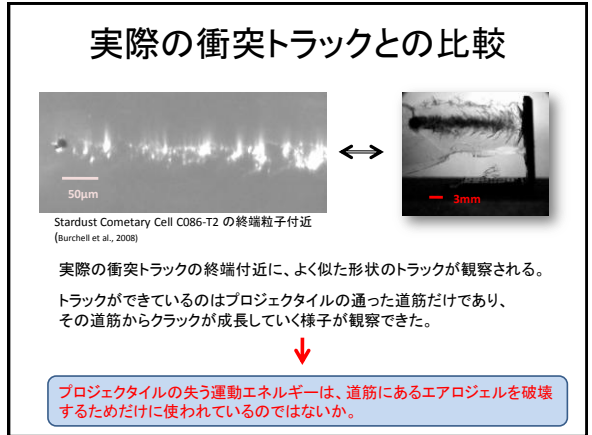 実際の衝突トラックとの比較
50μm
3mm
Stardust Cometary Cell C086-T2 の終端粒子付近
(Burchell et al., 2008)
実際の衝突トラックの終端付近に、よく似た形状のトラックが観察される。
トラックができているのはプロジェクタイルの通った道筋だけであり、
その道筋からクラックが成長していく様子が観察できた。
プロジェクタイルの失う運動エネルギーは、道筋にあるエアロジェルを破壊
するためだけに使われているのではないか。